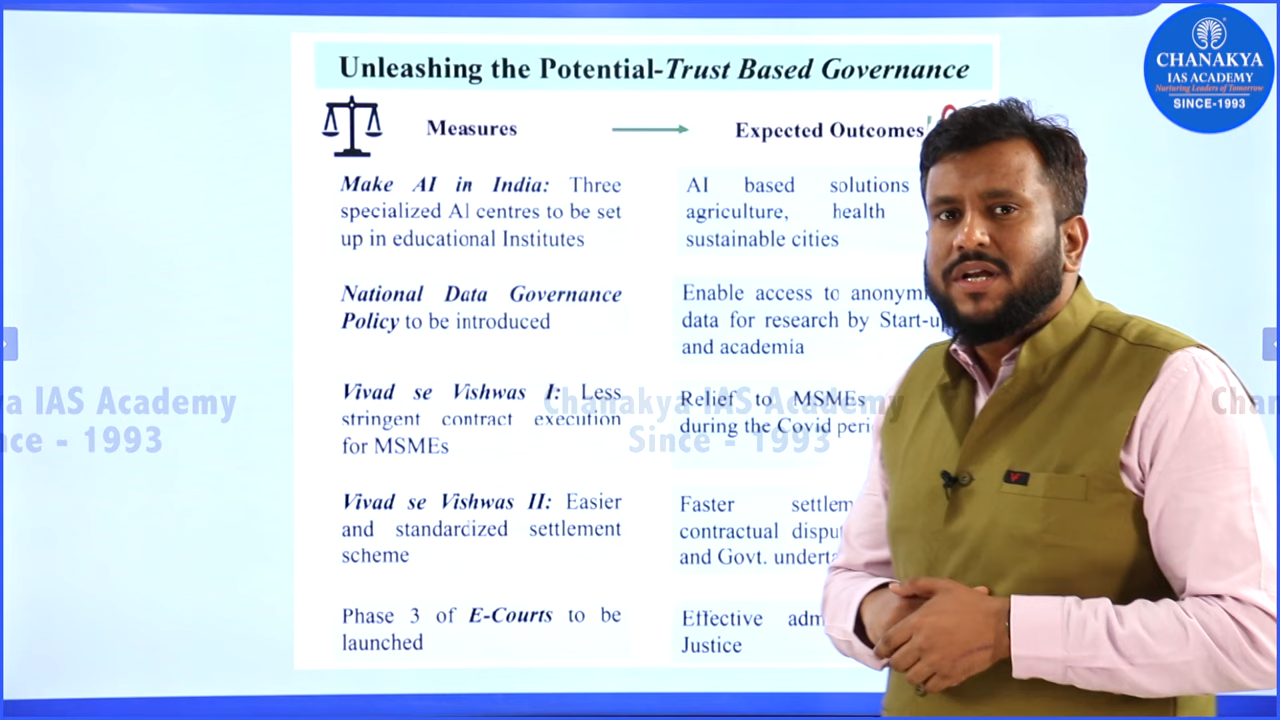 CHANAKYA
IAS ACADEMY
Nurturing Leaders of Tomorrow
SINCE-1993
Unleashing the Potential-Trust Based Governance
Measures
Expected Outcomes
Make AI in India: Three
specialized AI centres to be set
up in educational Institutes
AI based solutions
agriculture, health
sustainable cities
National Data Governance
Policy to be introduced
Enable access to
data for research by
and academia
Vivad se Vishwas I: Less
stringent contract execution
for MSMEs
Relief to MSMEs
during the Covid
Vivad se Vishwas II: Easier
and standardized settlement
scheme
Faster
contractual
and Govt.
Phase 3 of E-Courts to be
launched
Effective
Justice
IAS Academy
1993
Chanakya IAS Academy
Since - 1993